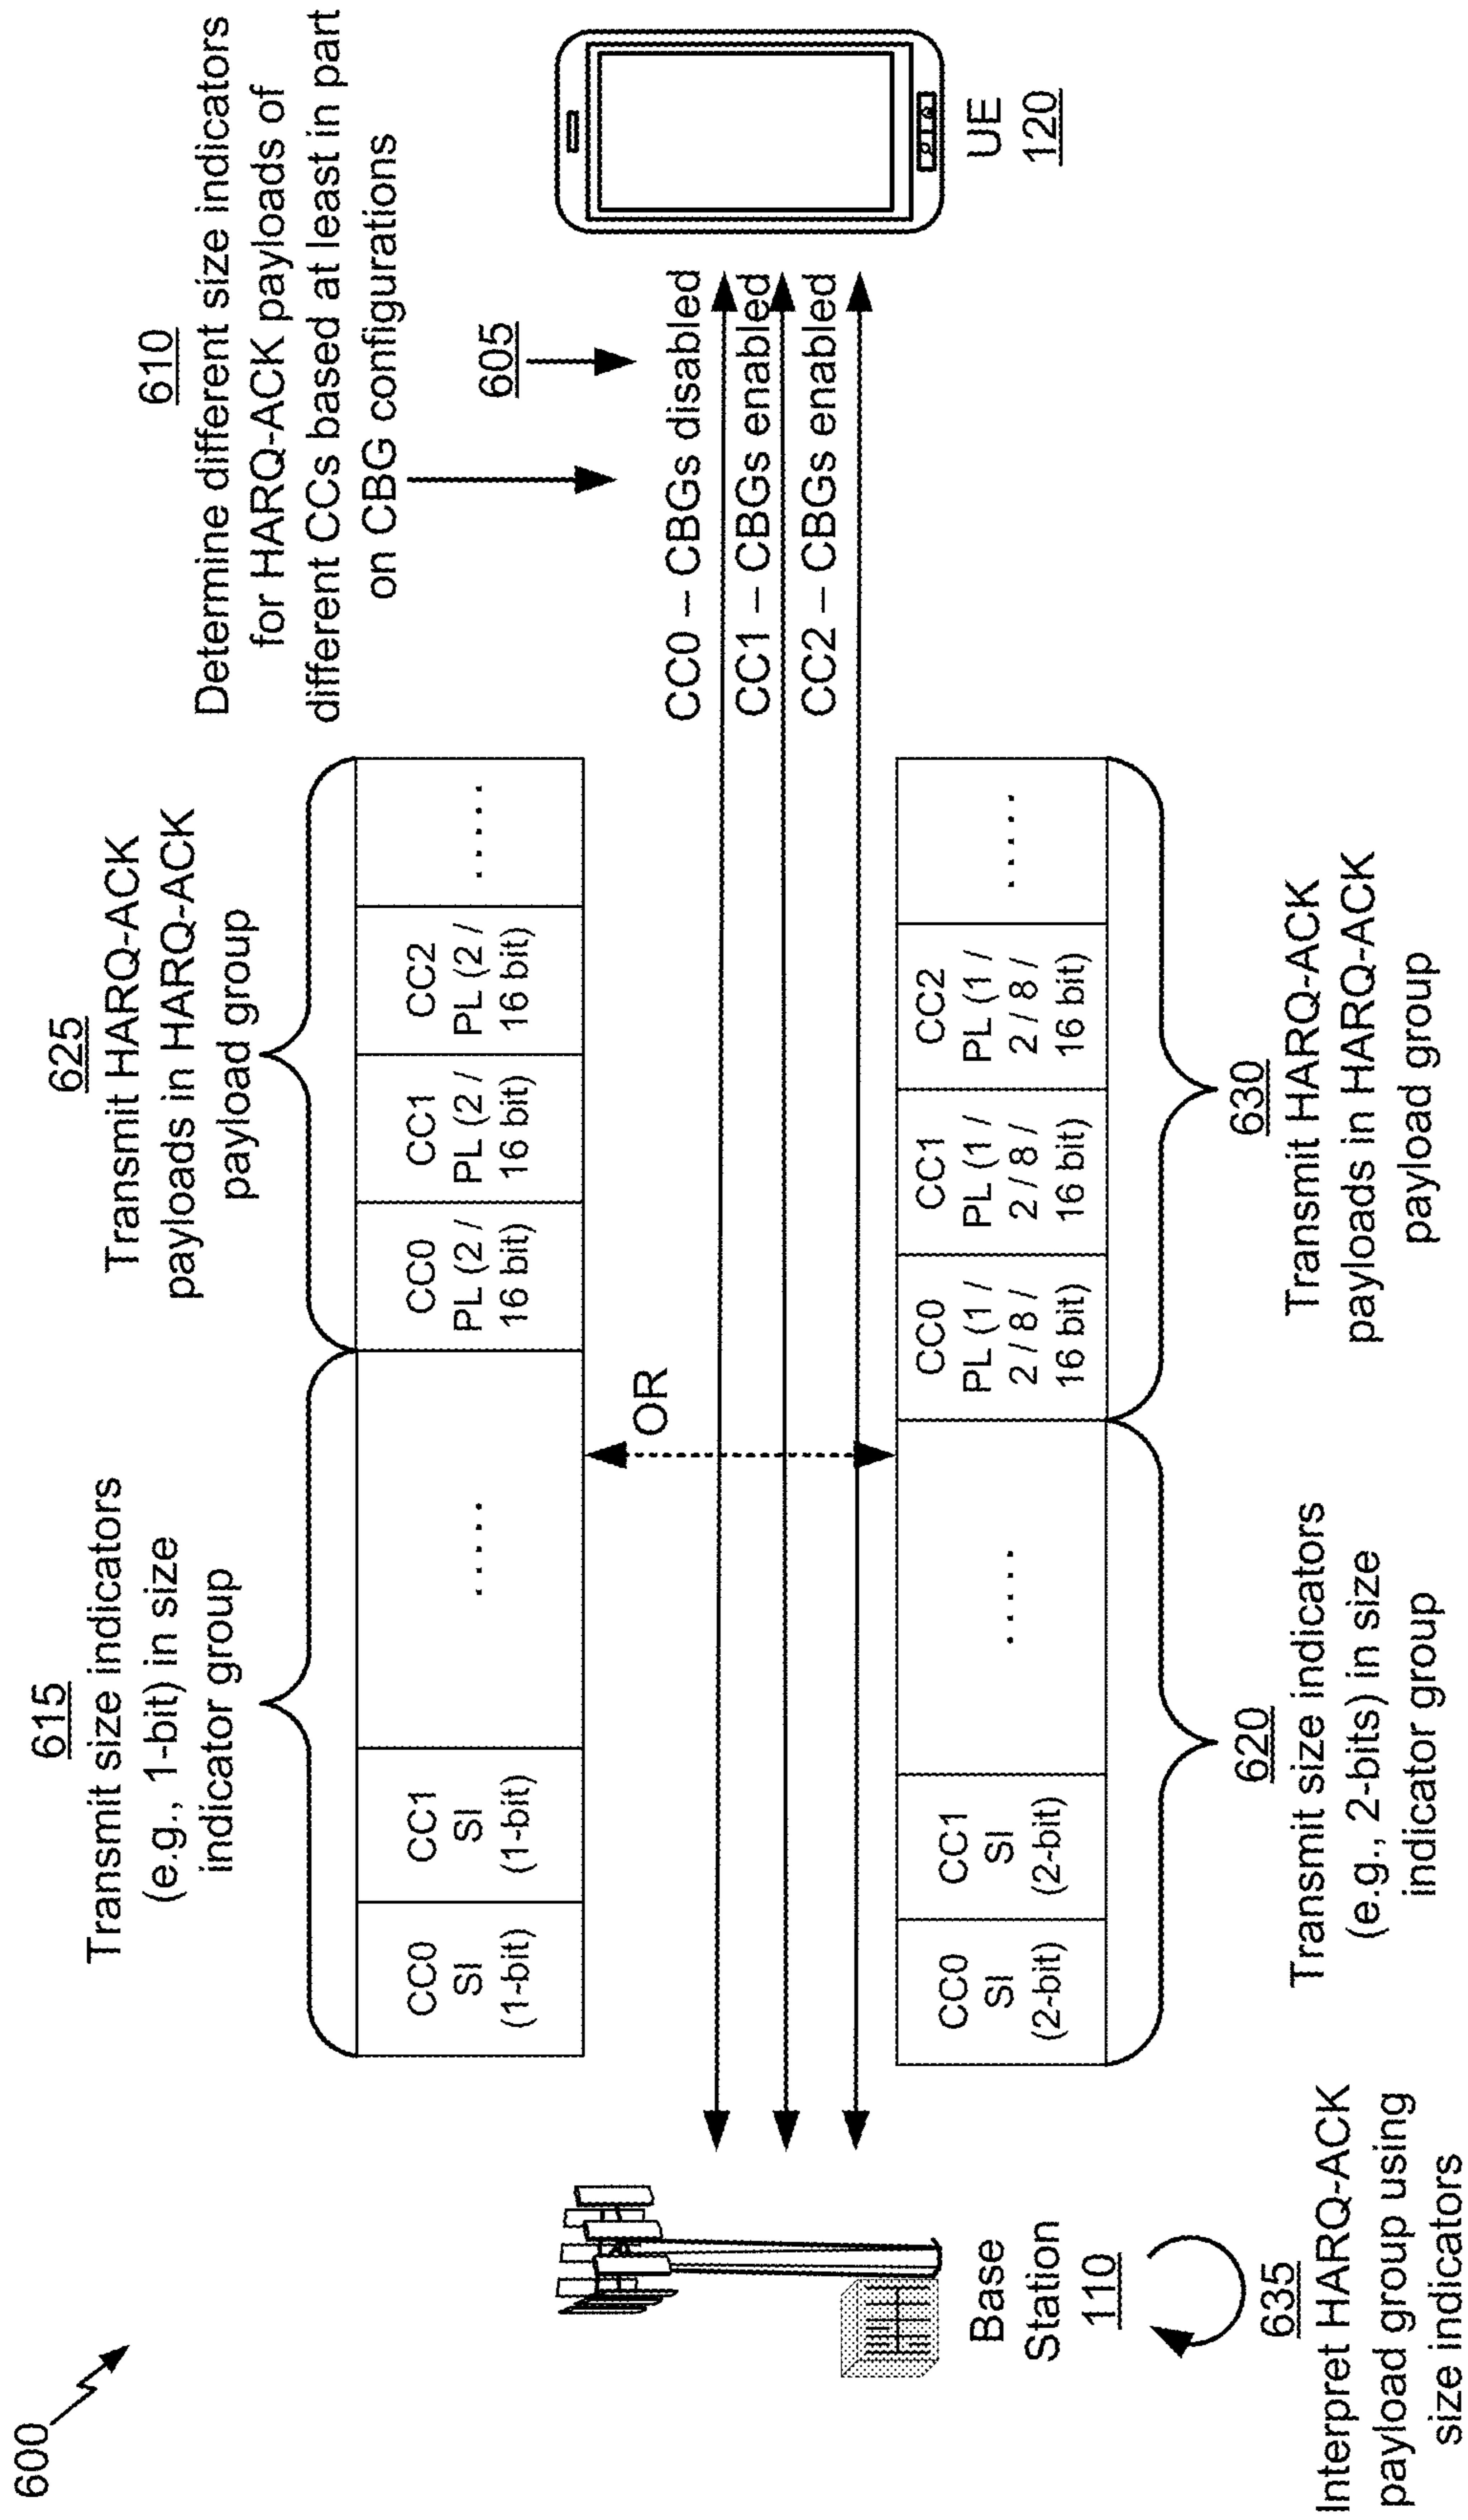 600
615
Transmit size indicators
(e.g., 1-bit) in size
indicator group
625
Transmit HARQ-ACK
payloads in HARQ-ACK
payload group
610
Determine different size indicators
for HARQ-ACK payloads of
different CCs based at least in part
on CBG configurations
605
CC0
SI
(1-bit)
CC1
SI
(1-bit)
.....
CC0
PL (2 /
16 bit)
CC1
PL (2 /
16 bit)
CC2
PL (2 /
16 bit)
.....
OR
CC0 – CBGs disabled
CC1 – CBGs enabled
CC2 – CBGs enabled
CC0
SI
(2-bit)
CC1
SI
(2-bit)
.....
CC0
PL (1 /
2 / 8 /
16 bit)
CC1
PL (1 /
2 / 8 /
16 bit)
CC2
PL (1 /
2 / 8 /
16 bit)
.....
Base
Station
110
UE
120
635
Interpret HARQ-ACK
payload group using
size indicators
620
Transmit size indicators
(e.g., 2-bits) in size
indicator group
630
Transmit HARQ-ACK
payloads in HARQ-ACK
payload group